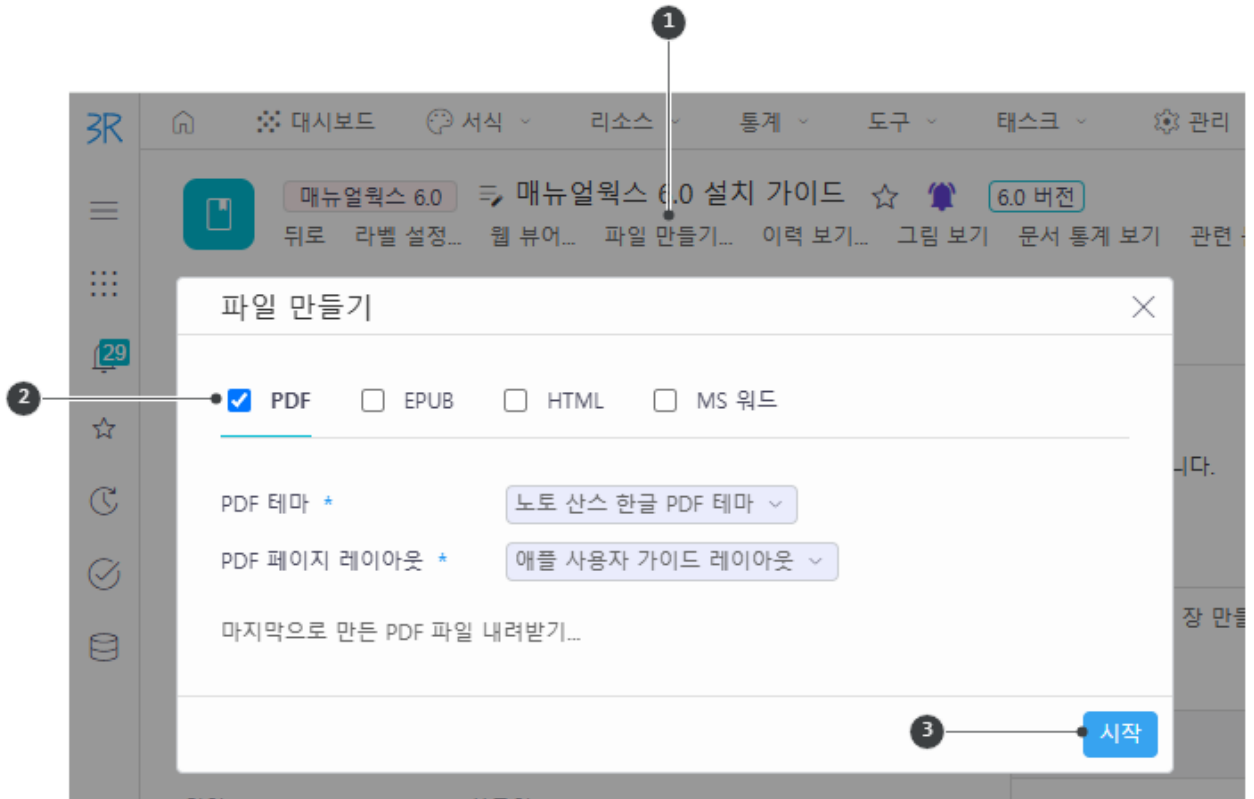 1
3R 대시보드 서식 리소스 통계 도구 태스크 관리
매뉴얼웍스 6.0 매뉴얼웍스 6.0 설치 가이드 6.0 버전
뒤로 라벨 설정... 웹 뷰어... 파일 만들기... 이력 보기... 그림 보기 문서 통계 보기 관련
파일 만들기
29
2
PDF EPUB HTML MS 워드
니다.
PDF 테마 * 노토 산스 한글 PDF 테마
PDF 페이지 레이아웃 * 애플 사용자 가이드 레이아웃
장 만들
마지막으로 만든 PDF 파일 내려받기...
3
시작